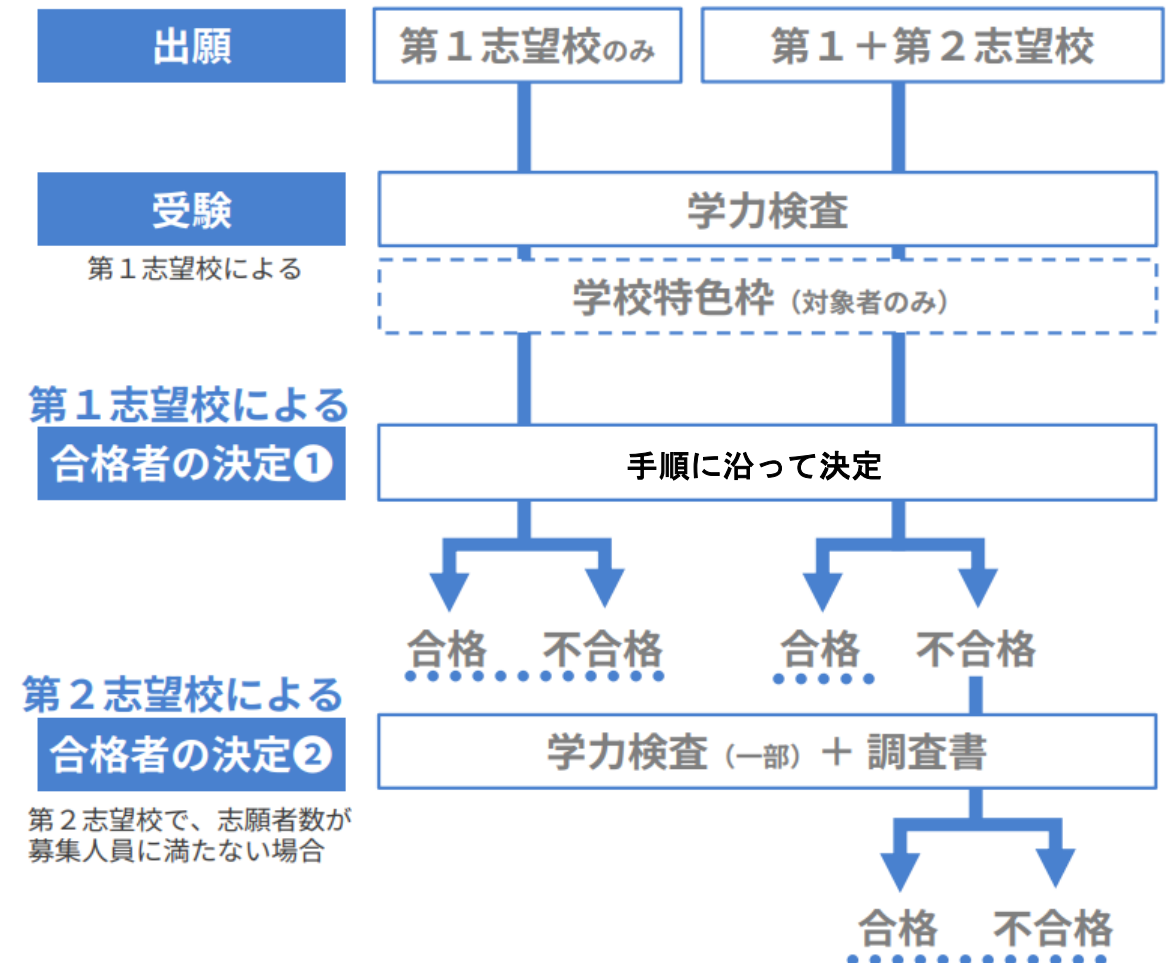 出願
第１志望校のみ
第１＋第２志望校
受験
第１志望校による
学力検査
学校特色枠（対象者のみ）
第１志望校による
合格者の決定❶
手順に沿って決定
合格
不合格
合格
不合格
第２志望校による
合格者の決定❷
学力検査（一部）＋調査書
第２志望校で、志願者数が
募集人員に満たない場合
合格
不合格